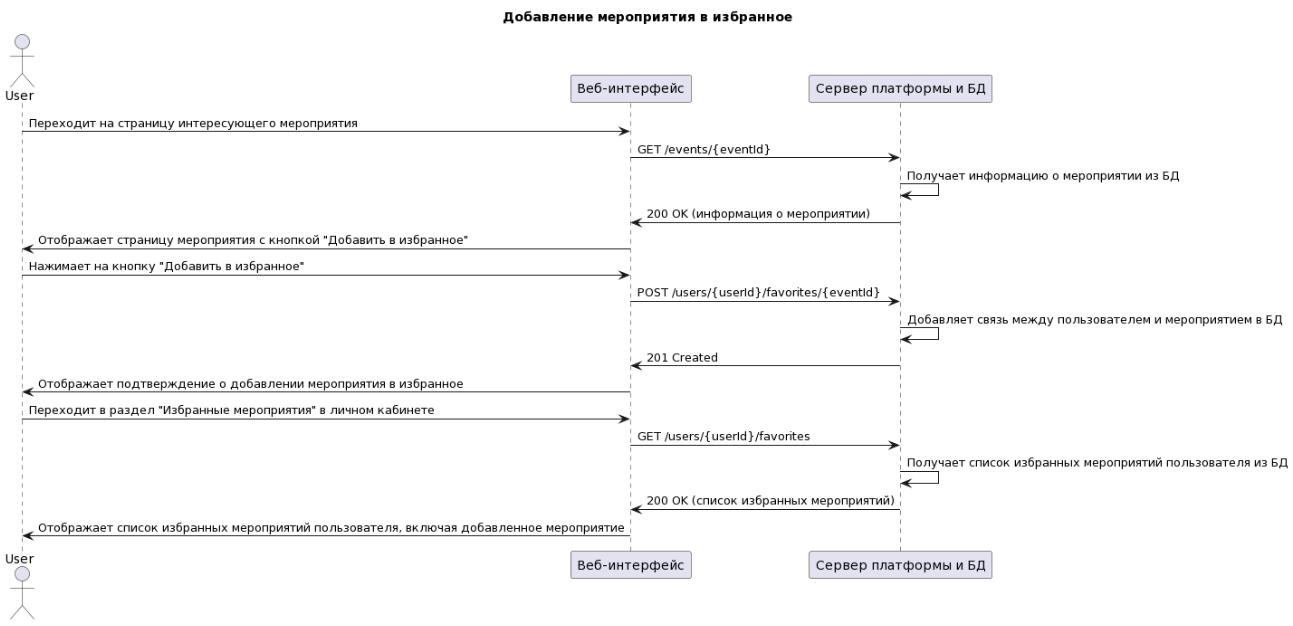 Добавление мероприятия в избранное
User
Веб-интерфейс
Сервер платформы и БД
Переходит на страницу интересующего мероприятия
GET /events/{eventId}
Получает информацию о мероприятии из БД
200 OK (информация о мероприятии)
Отображает страницу мероприятия с кнопкой "Добавить в избранное"
Нажимает на кнопку "Добавить в избранное"
POST /users/{userId}/favorites/{eventId}
Добавляет связь между пользователем и мероприятием в БД
201 Created
Отображает подтверждение о добавлении мероприятия в избранное
Переходит в раздел "Избранные мероприятия" в личном кабинете
GET /users/{userId}/favorites
Получает список избранных мероприятий пользователя из БД
200 OK (список избранных мероприятий)
Отображает список избранных мероприятий пользователя, включая добавленное мероприятие
User
Веб-интерфейс
Сервер платформы и БД